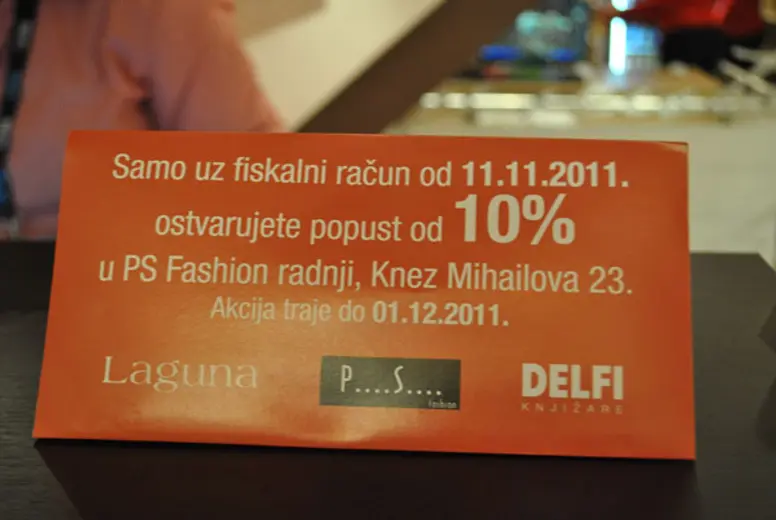 Samo uz fiskalni račun od 11.11.2011.
ostvarujete popust od 10%
u PS Fashion radnji, Knez Mihailova 23.
Akcija traje do 01.12.2011.
Laguna
P....S....
fashion
DELFI
KNJIŽARE